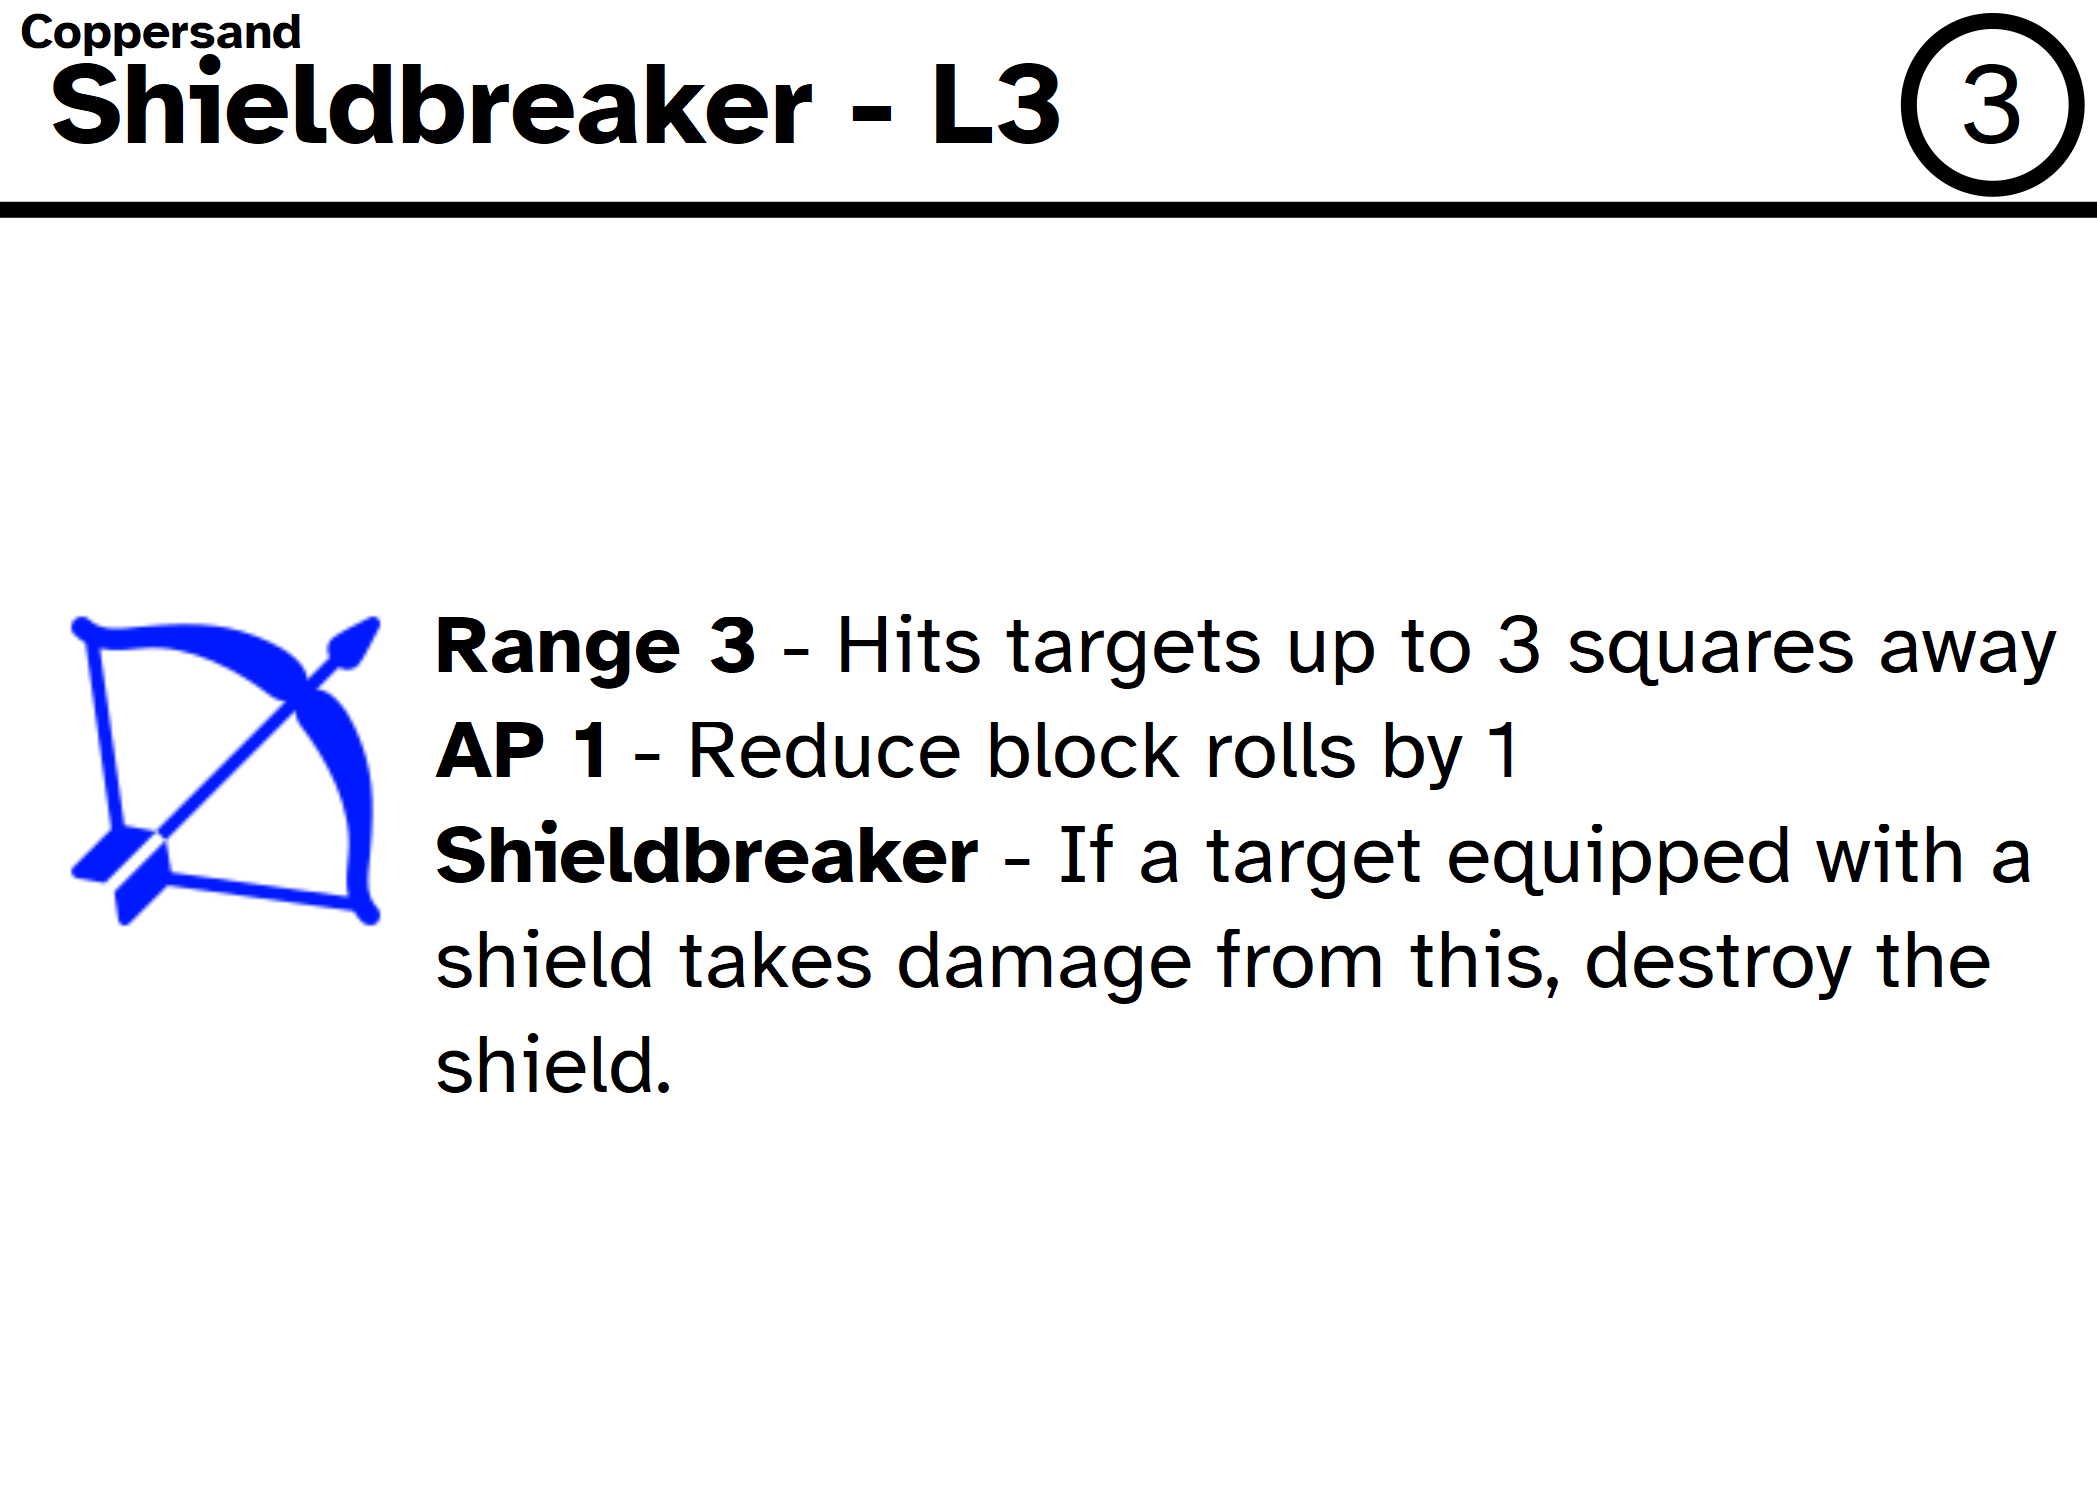 Coppersand
Shieldbreaker - L3
3
Range 3 - Hits targets up to 3 squares away
AP 1 - Reduce block rolls by 1
Shieldbreaker - If a target equipped with a
shield takes damage from this, destroy the
shield.